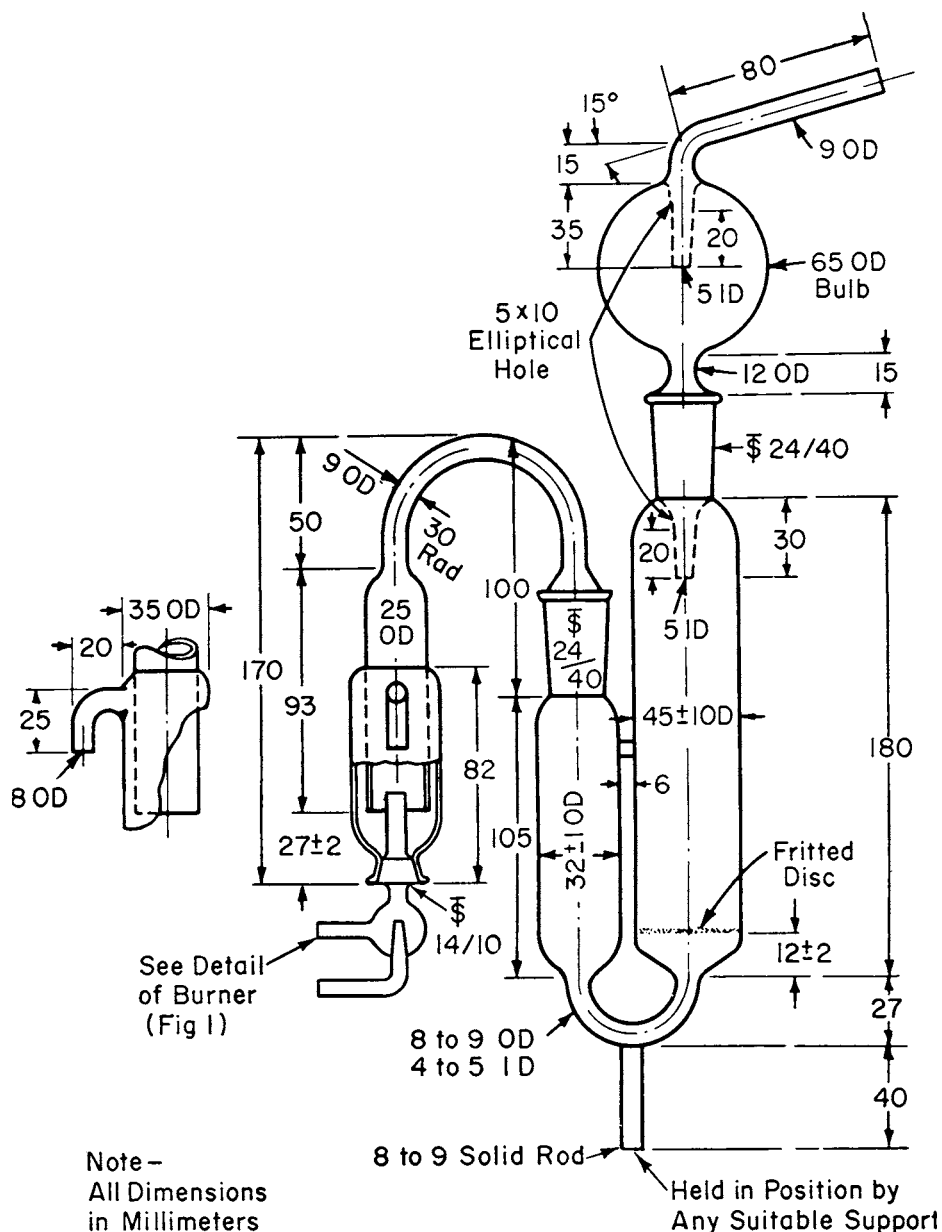 80
15°
15
9 OD
35
20
65 OD
Bulb
5 ID
5×10
Elliptical
Hole
12 OD
15
$ 24/40
9 OD
50
30
Rad
20
30
100
5 ID
35 OD
20
25
OD
$
24/40
170
93
25
45±1 OD
180
8 OD
82
6
105
32±1 OD
27±2
Fritted
Disc
$
14/10
12±2
See Detail
of Burner
(Fig 1)
27
8 to 9 OD
4 to 5 ID
40
8 to 9 Solid Rod
Note–
All Dimensions
in Millimeters
Held in Position by
Any Suitable Support